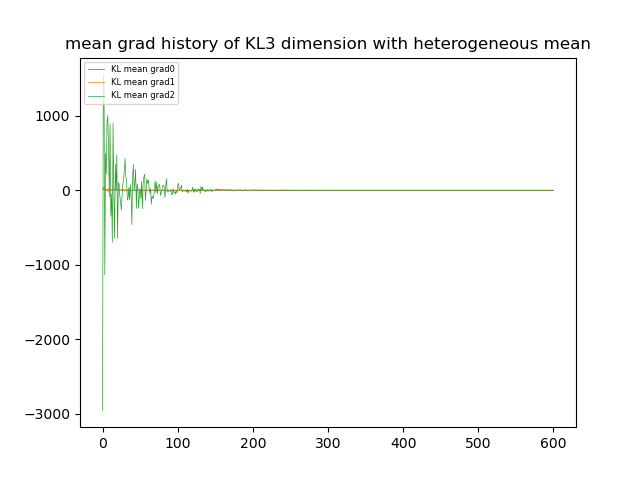 mean grad history of KL3 dimension with heterogeneous mean
KL mean grad0
KL mean grad1
KL mean grad2
1000
0
−1000
−2000
−3000
0 100 200 300 400 500 600